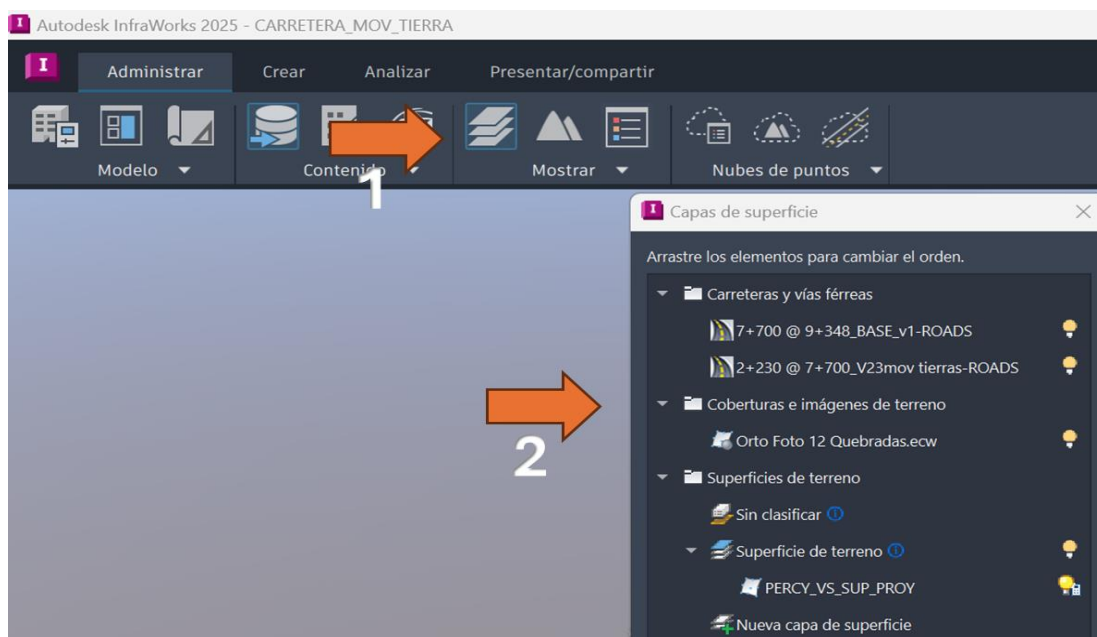 I Autodesk InfraWorks 2025 - CARRETERA_MOV_TIERRA
I Administrar Crear Analizar Presentar/compartir
Modelo Contenido Mostrar Nubes de puntos
1
I Capas de superficie
Arrastre los elementos para cambiar el orden.
Carreteras y vías férreas
7+700 @ 9+348_BASE_v1-ROADS
2+230 @ 7+700_V23mov tierras-ROADS
Coberturas e imágenes de terreno
Orto Foto 12 Quebradas.ecw
2
Superficies de terreno
Sin clasificar
Superficie de terreno
PERCY_VS_SUP_PROY
Nueva capa de superficie